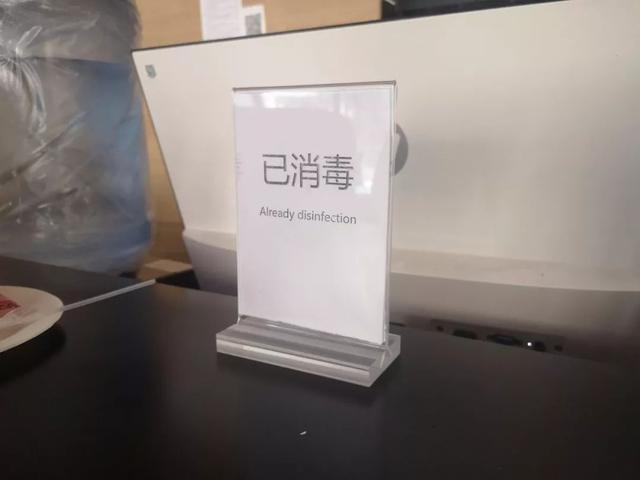 已消毒
Already disinfection